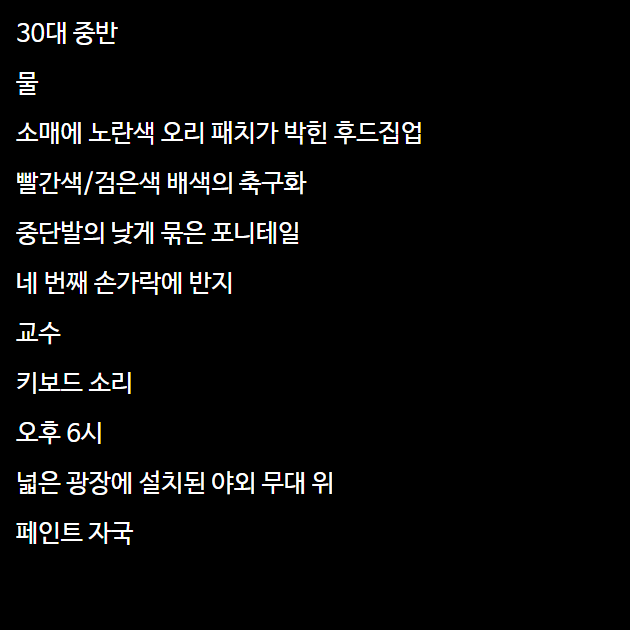 30대 중반
물
소매에 노란색 오리 패치가 박힌 후드집업
빨간색/검은색 배색의 축구화
중단발의 낮게 묶은 포니테일
네 번째 손가락에 반지
교수
키보드 소리
오후 6시
넓은 광장에 설치된 야외 무대 위
페인트 자국